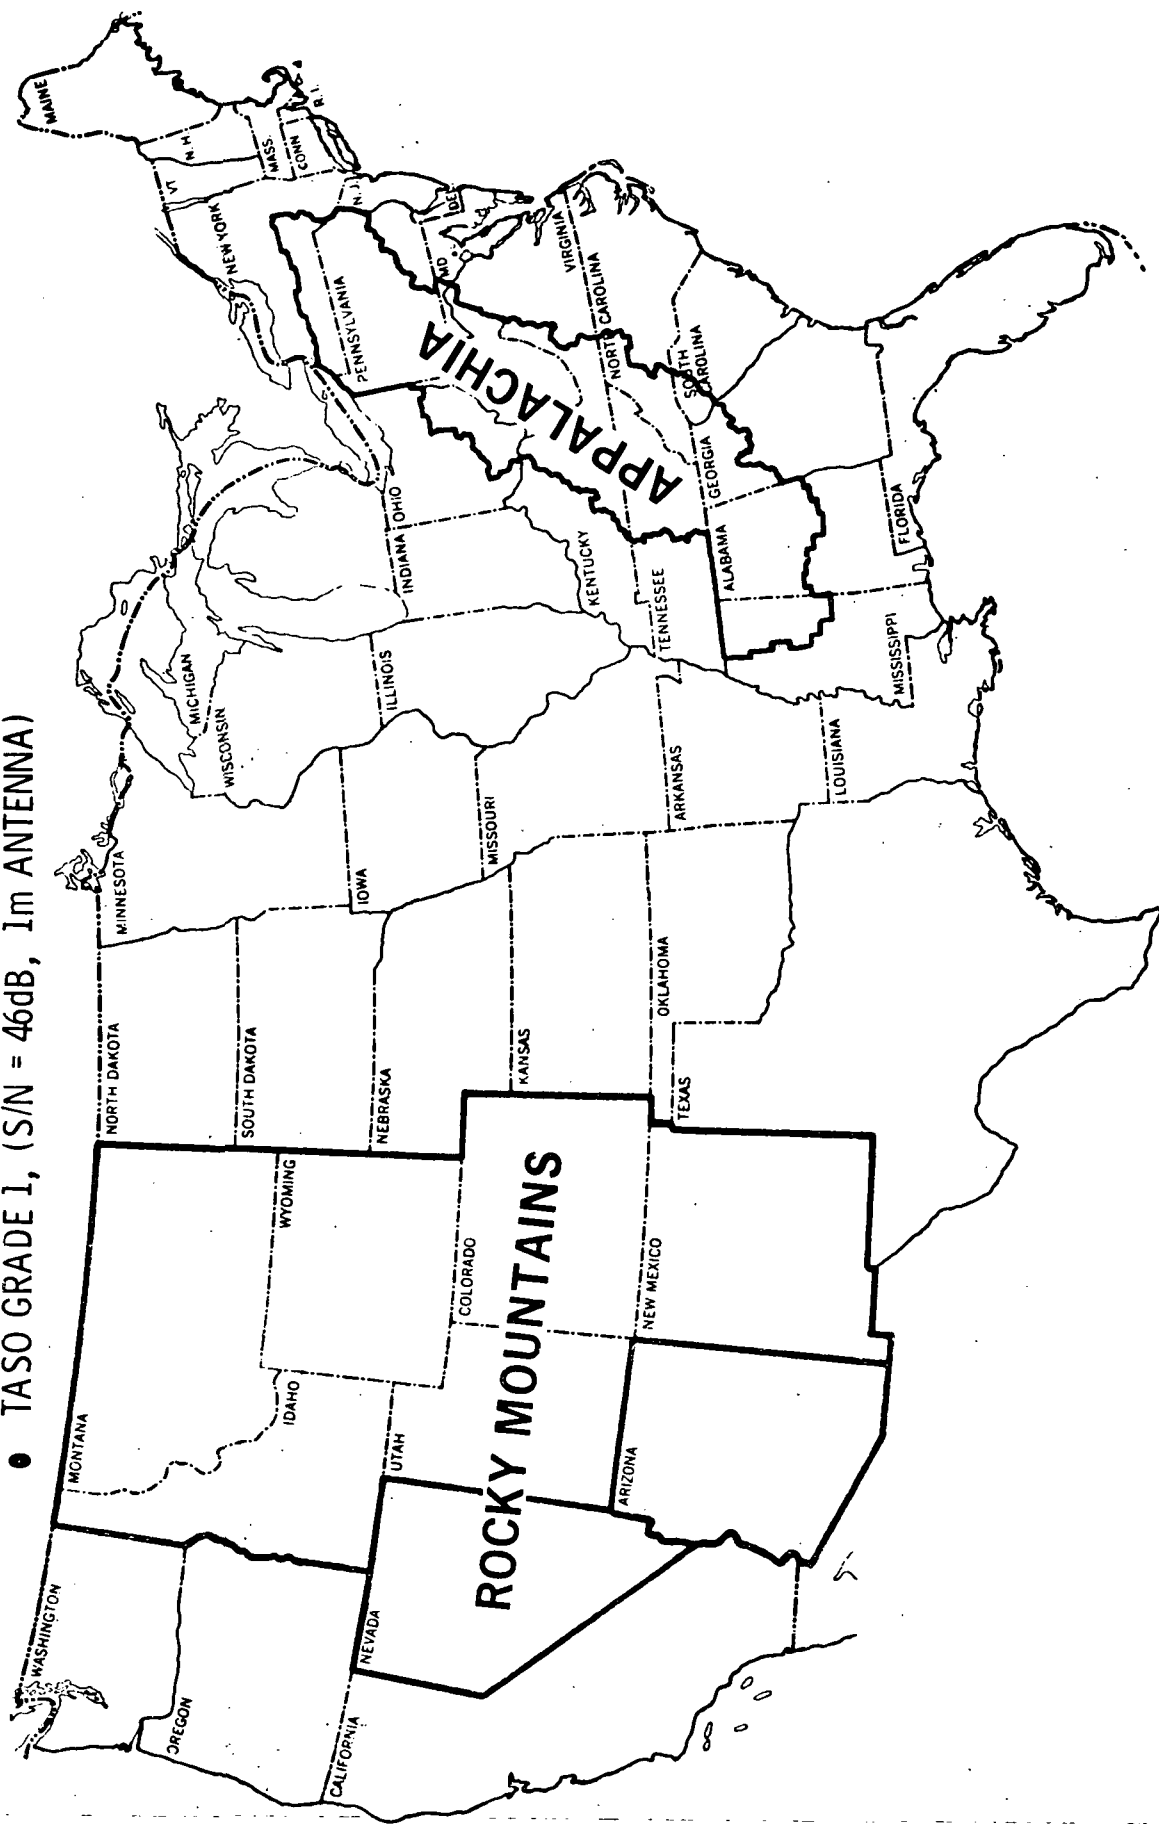 ● TASO GRADE 1, (S/N = 46dB, 1m ANTENNA)
WASHINGTON
OREGON
CALIFORNIA
NEVADA
MONTANA
IDAHO
UTAH
ARIZONA
WYOMING
COLORADO
NEW MEXICO
ROCKY MOUNTAINS
NORTH DAKOTA
SOUTH DAKOTA
NEBRASKA
KANSAS
TEXAS
OKLAHOMA
MINNESOTA
IOWA
MISSOURI
ARKANSAS
LOUISIANA
WISCONSIN
MICHIGAN
ILLINOIS
INDIANA
OHIO
KENTUCKY
TENNESSEE
MISSISSIPPI
ALABAMA
GEORGIA
FLORIDA
APPALACHIA
SOUTH
CAROLINA
NORTH CAROLINA
VIRGINIA
PENNSYLVANIA
NEW YORK
MD
DEL
N.J.
VT
N.H.
MASS.
CONN
R.I.
MAINE